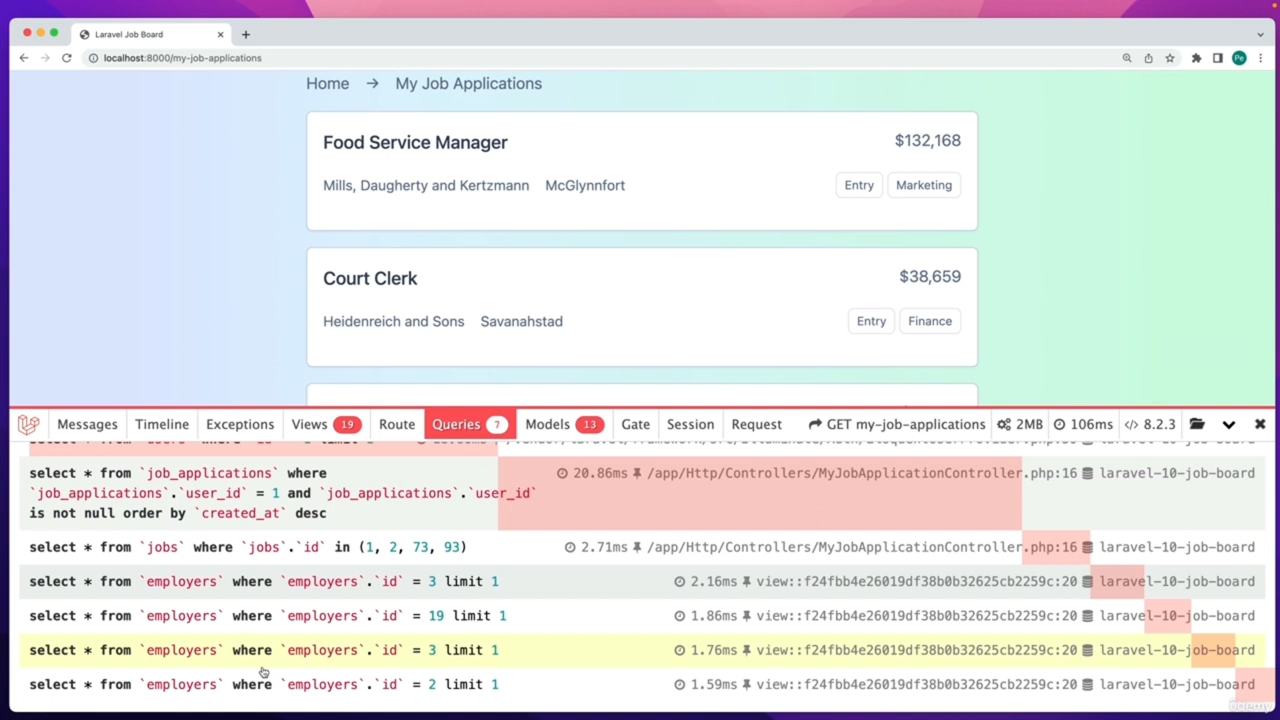 Laravel Job Board
localhost:8000/my-job-applications
Pe
Home → My Job Applications
Food Service Manager $132,168
Mills, Daugherty and Kertzmann McGlynnfort Entry Marketing
Court Clerk $38,659
Heidenreich and Sons Savanahstad Entry Finance
Messages Timeline Exceptions Views 19 Route Queries 7 Models 13 Gate Session Request GET my-job-applications 2MB 106ms 8.2.3
select * from `job_applications` where 20.86ms /app/Http/Controllers/MyJobApplicationController.php:16 laravel-10-job-board
`job_applications`.`user_id` = 1 and `job_applications`.`user_id`
is not null order by `created_at` desc
select * from `jobs` where `jobs`.`id` in (1, 2, 73, 93) 2.71ms /app/Http/Controllers/MyJobApplicationController.php:16 laravel-10-job-board
select * from `employers` where `employers`.`id` = 3 limit 1 2.16ms view::f24fbb4e26019df38b0b32625cb2259c:20 laravel-10-job-board
select * from `employers` where `employers`.`id` = 19 limit 1 1.86ms view::f24fbb4e26019df38b0b32625cb2259c:20 laravel-10-job-board
select * from `employers` where `employers`.`id` = 3 limit 1 1.76ms view::f24fbb4e26019df38b0b32625cb2259c:20 laravel-10-job-board
select * from `employers` where `employers`.`id` = 2 limit 1 1.59ms view::f24fbb4e26019df38b0b32625cb2259c:20 laravel-10-job-board
udemy